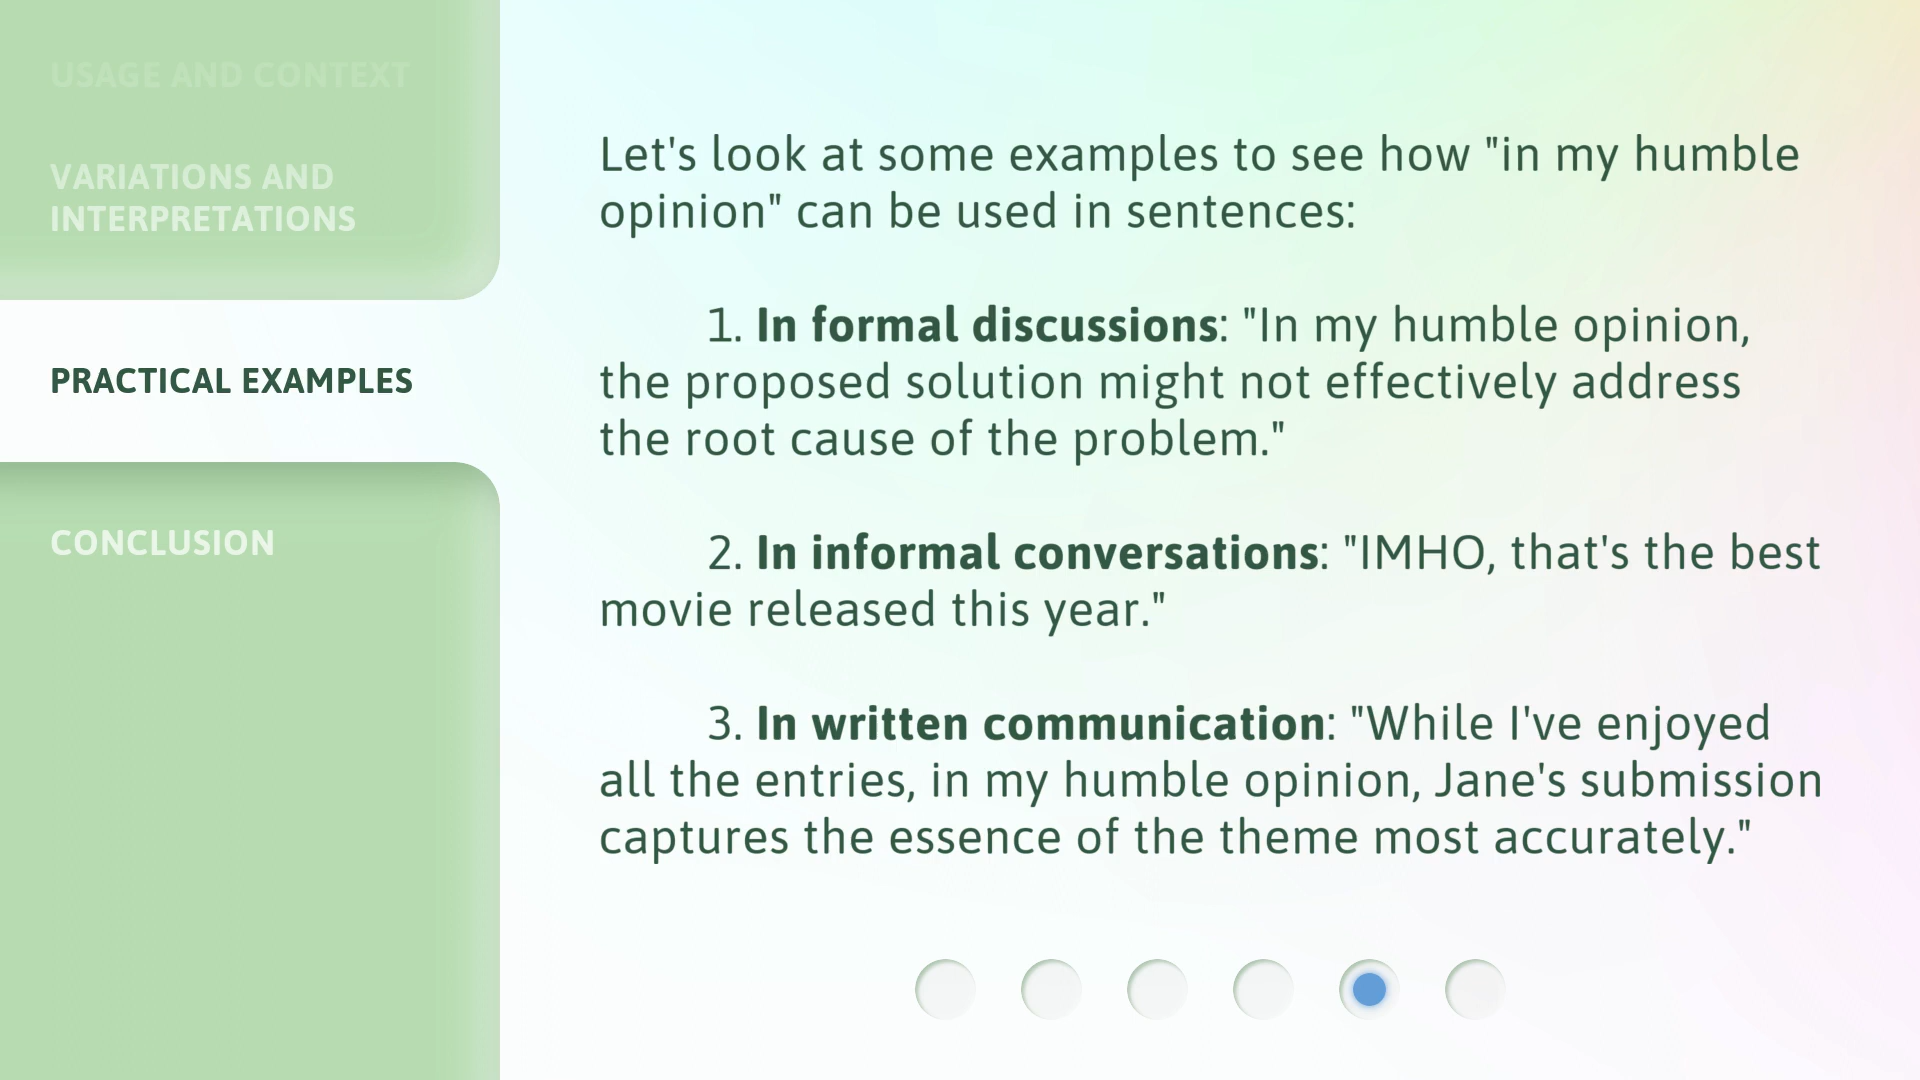 USAGE AND CONTEXT
VARIATIONS AND
INTERPRETATIONS
PRACTICAL EXAMPLES
CONCLUSION
Let's look at some examples to see how "in my humble
opinion" can be used in sentences:
1. In formal discussions: "In my humble opinion,
the proposed solution might not effectively address
the root cause of the problem."
2. In informal conversations: "IMHO, that's the best
movie released this year."
3. In written communication: "While I've enjoyed
all the entries, in my humble opinion, Jane's submission
captures the essence of the theme most accurately."